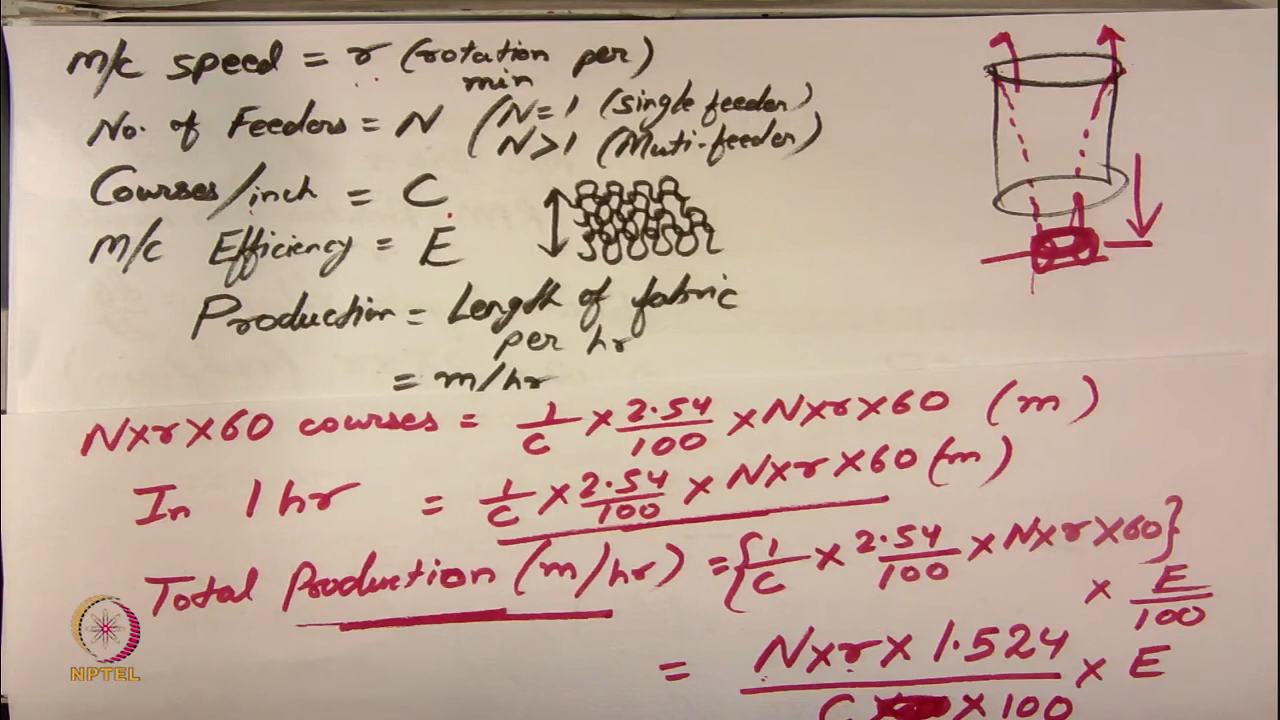 m/c speed = r (rotation per min)
No. of Feeders = N (N=1 (single feeder)
N>1 (Muti-feeder)
Courses/inch = C
m/c Efficiency = E
Production = Length of fabric
per hr
= m/hr
N×r×60 courses = 1/C × 2.54/100 × N×r×60 (m)
In 1 hr = 1/C × 2.54/100 × N×r×60 (m)
Total Production (m/hr) = {1/C × 2.54/100 × N×r×60}
× E/100
= N×r×1.524 / C × 100 × E
NPTEL